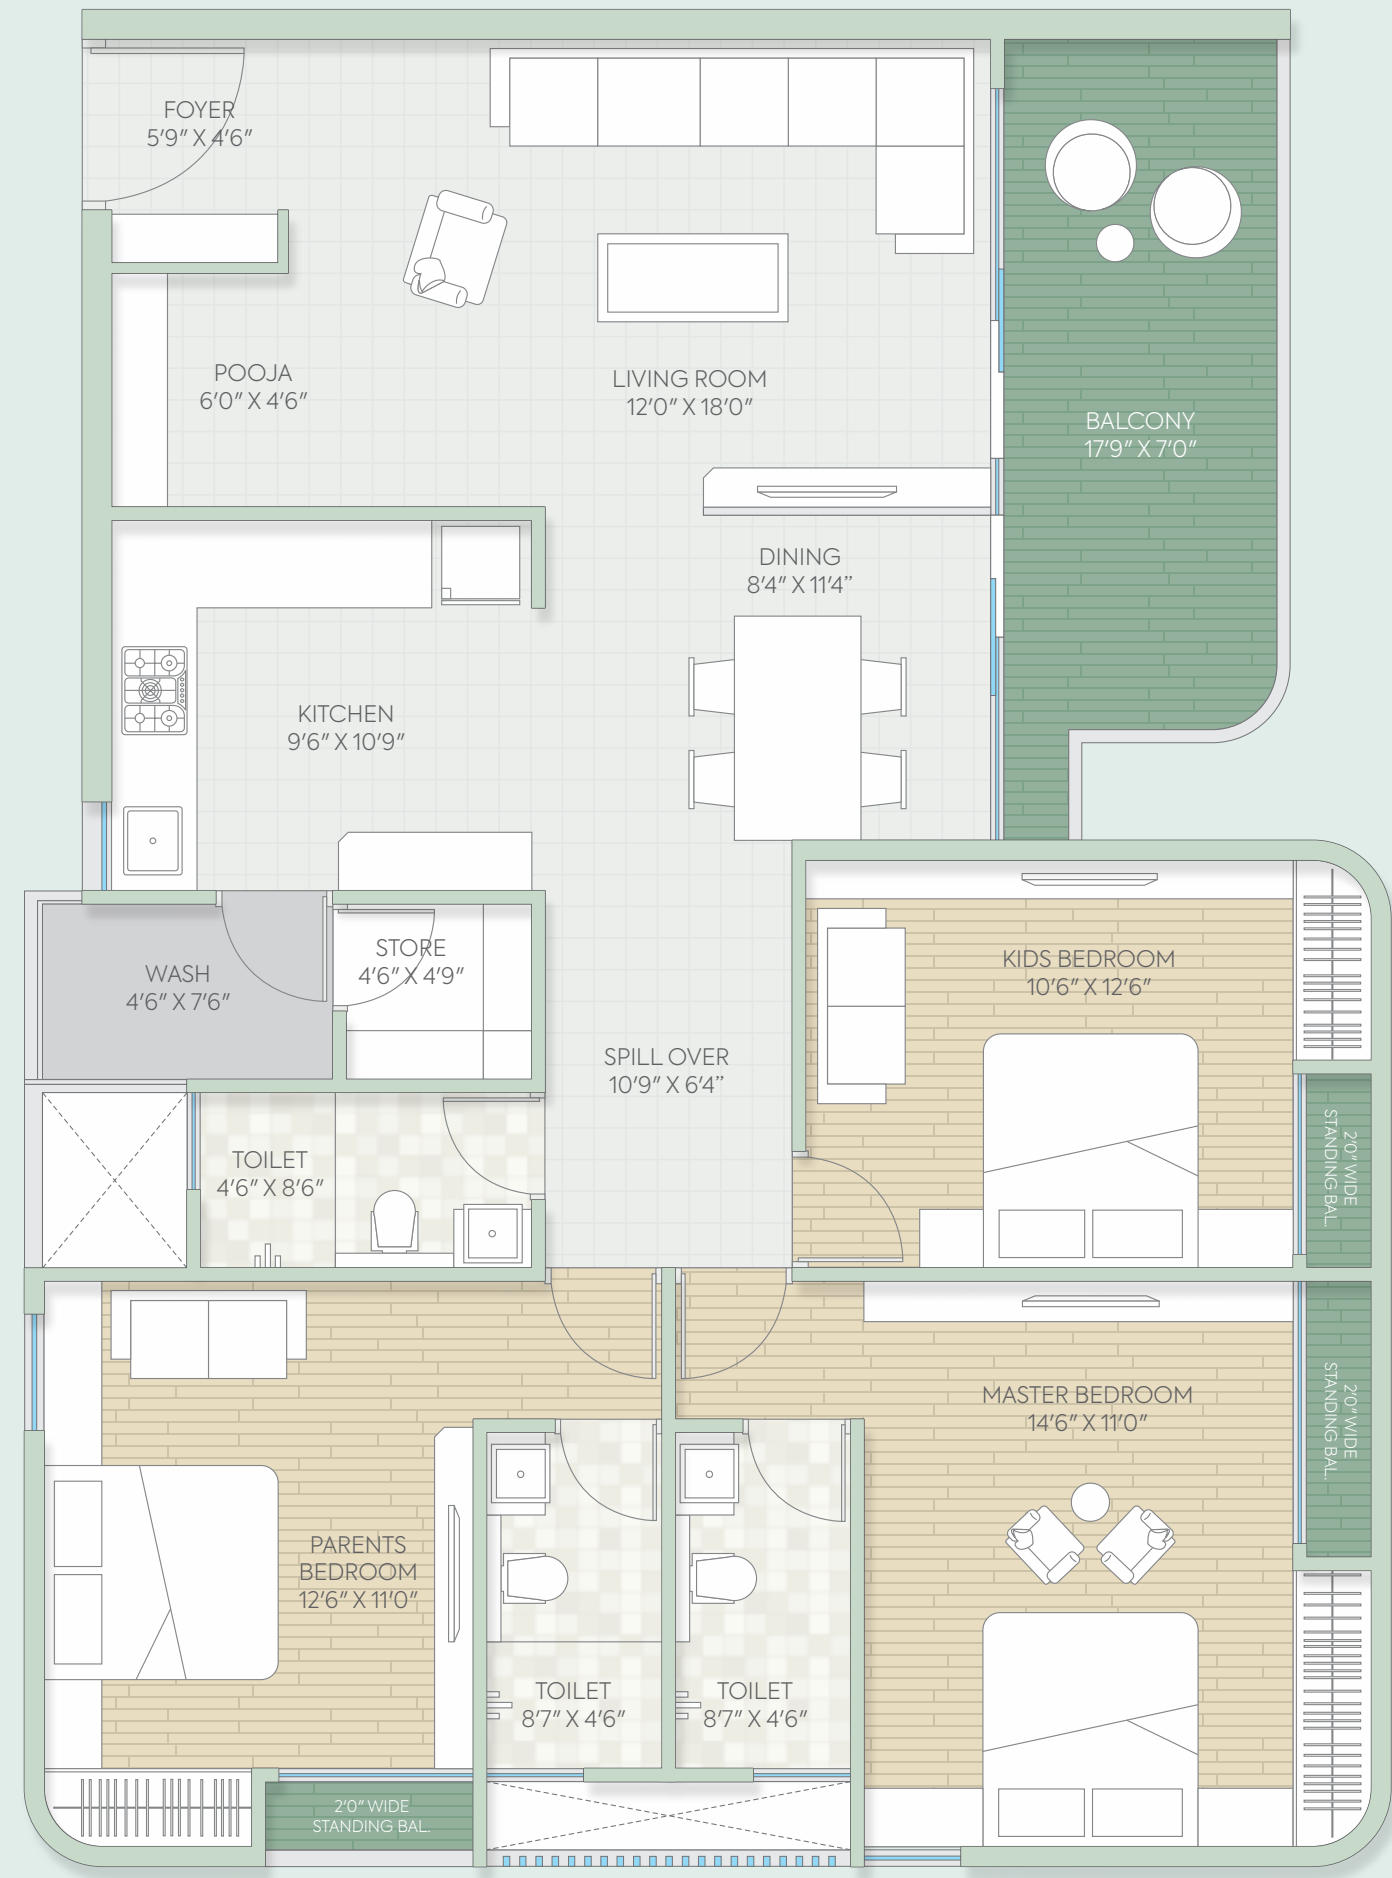 FOYER
5'9" X 4'6"
POOJA
6'0" X 4'6"
LIVING ROOM
12'0" X 18'0"
BALCONY
17'9" X 7'0"
DINING
8'4" X 11'4”
KITCHEN
9'6" X 10'9"
WASH
4'6" X 7'6"
STORE
4'6" X 4'9"
KIDS BEDROOM
10'6" X 12'6"
SPILL OVER
10'9" X 6'4”
2'0" WIDE
STANDING BAL.
TOILET
4'6" X 8'6"
MASTER BEDROOM
14'6" X 11'0"
2'0" WIDE
STANDING BAL.
PARENTS
BEDROOM
12'6" X 11'0"
TOILET
8'7" X 4'6"
TOILET
8'7" X 4'6"
2'0" WIDE
STANDING BAL.